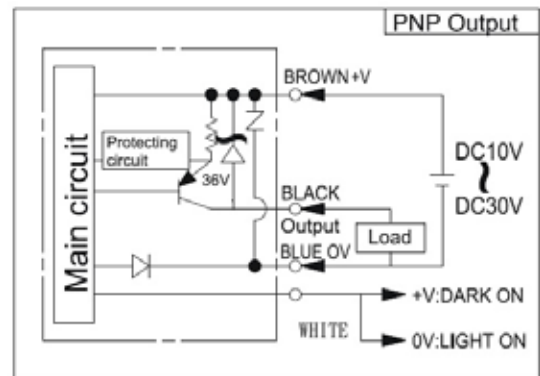 PNP Output
BROWN+V
Main circuit
Protecting
circuit
36V
DC10V
DC30V
BLACK
Output
Load
BLUE OV
+V:DARK ON
WHITE
0V:LIGHT ON